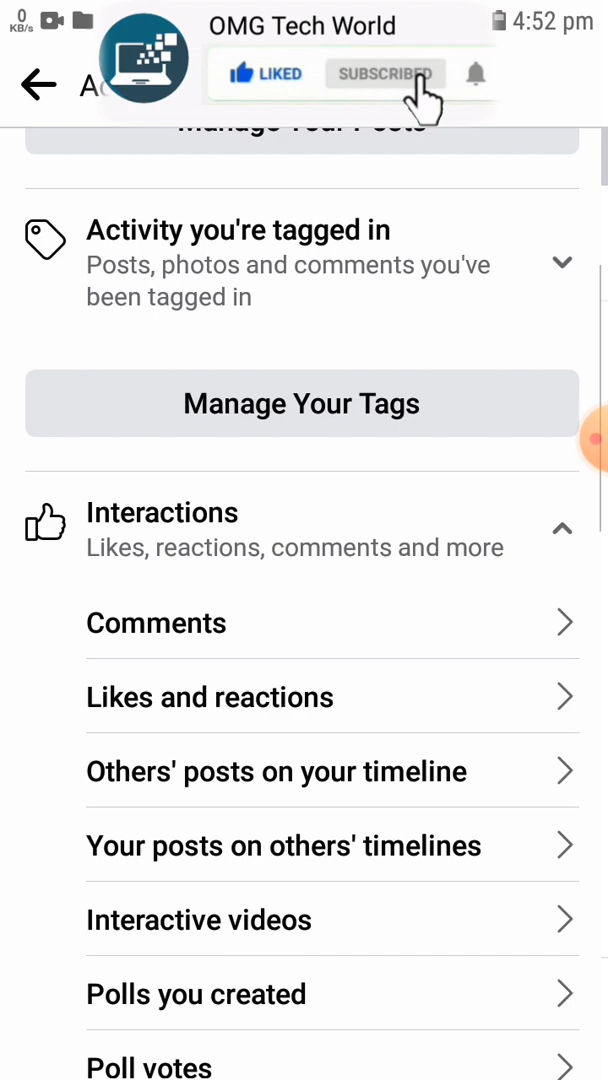 0
KB/s
OMG Tech World
4:52 pm
LIKED
SUBSCRIBED
Manage Your Posts
Activity you're tagged in
Posts, photos and comments you've
been tagged in
Manage Your Tags
Interactions
Likes, reactions, comments and more
Comments
Likes and reactions
Others' posts on your timeline
Your posts on others' timelines
Interactive videos
Polls you created
Poll votes